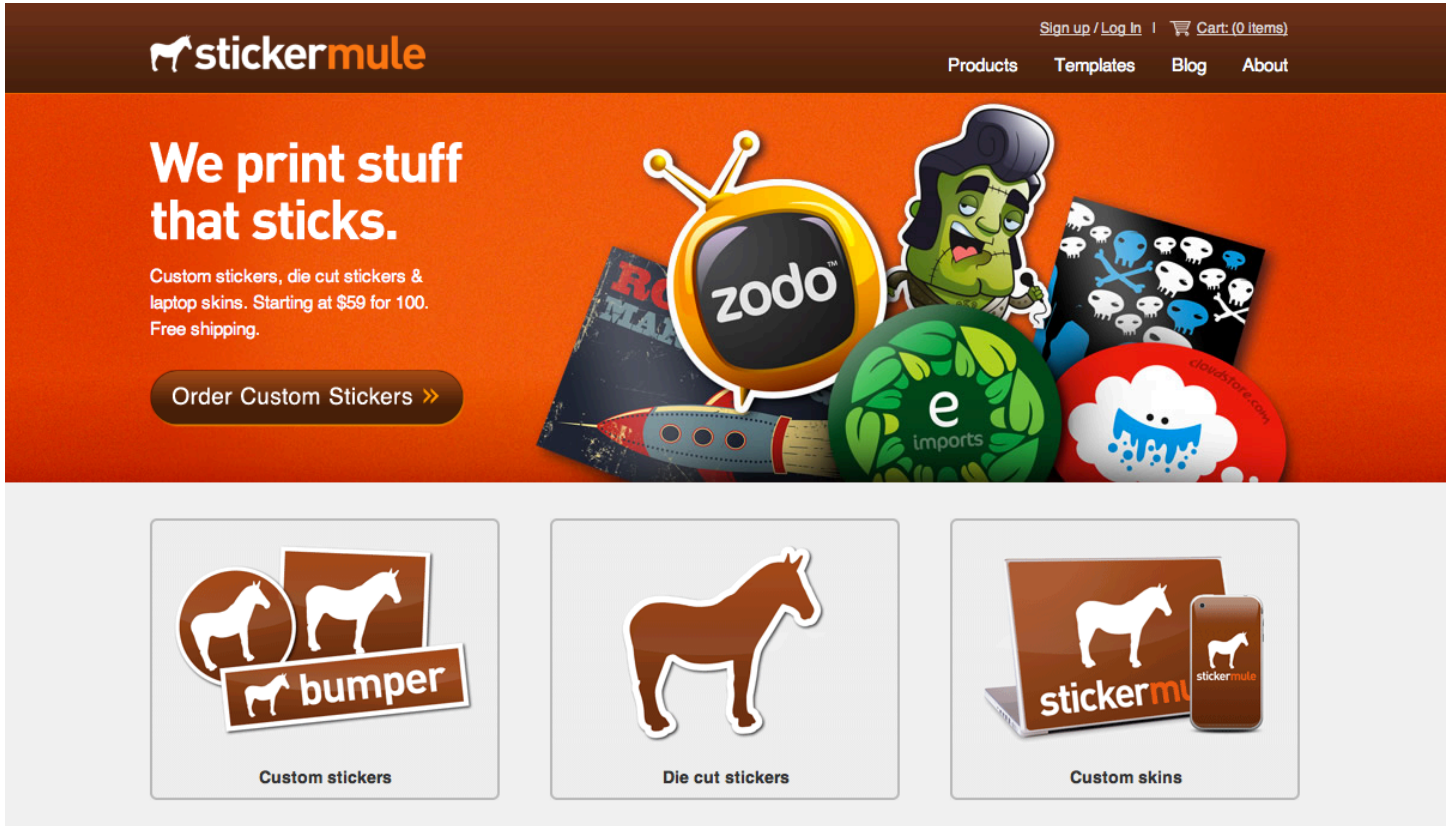 stickermule
Sign up / Log In | Cart: (0 items)
Products Templates Blog About
We print stuff
that sticks.
Custom stickers, die cut stickers &
laptop skins. Starting at $59 for 100.
Free shipping.
Order Custom Stickers »
zodo™
e
imports
cloudstore.com
bumper
stickermu
stickermule
Custom stickers
Die cut stickers
Custom skins